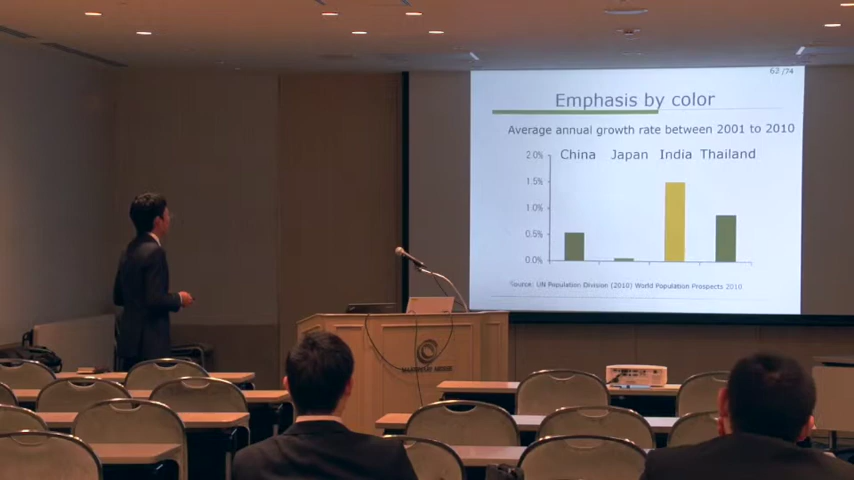 62 /74
Emphasis by color
Average annual growth rate between 2001 to 2010
China Japan India Thailand
2.0%
1.5%
1.0%
0.5%
0.0%
Source: UN Population Division (2010) World Population Prospects 2010